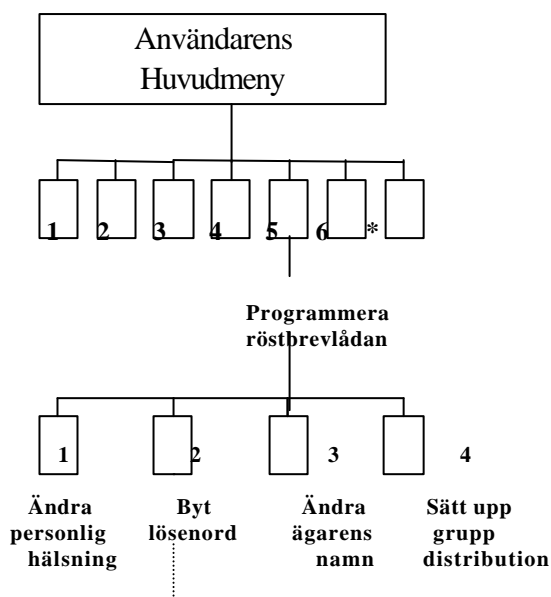 Användarens
Huvudmeny
1 2 3 4 5 6 *
Programmera
röstbrevlådan
1 2 3 4
Ändra
personlig
hälsning
Byt
lösenord
Ändra
ägarens
namn
Sätt upp
grupp
distribution